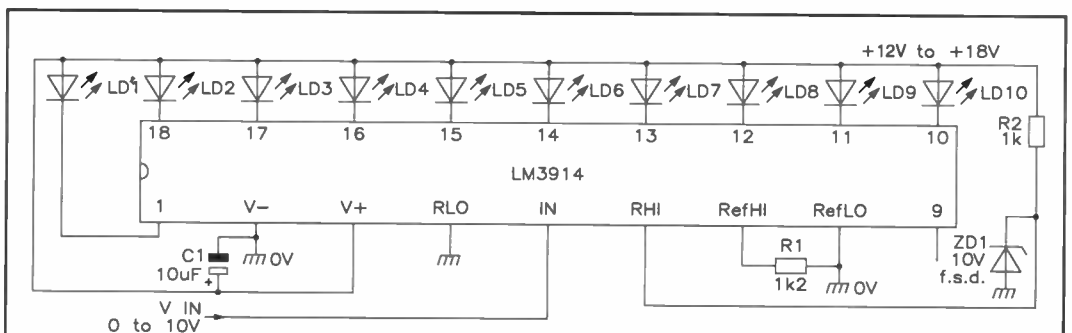 +12V to +18V
LD1 LD2 LD3 LD4 LD5 LD6 LD7 LD8 LD9 LD10
18 17 16 15 14 13 12 11 10
R2
1k
LM3914
1 V- V+ RLO IN RHI RefHI RefLO 9
C1
10uF
+
0V
R1
1k2
0V
ZD1
10V
f.s.d.
V IN
0 to 10V